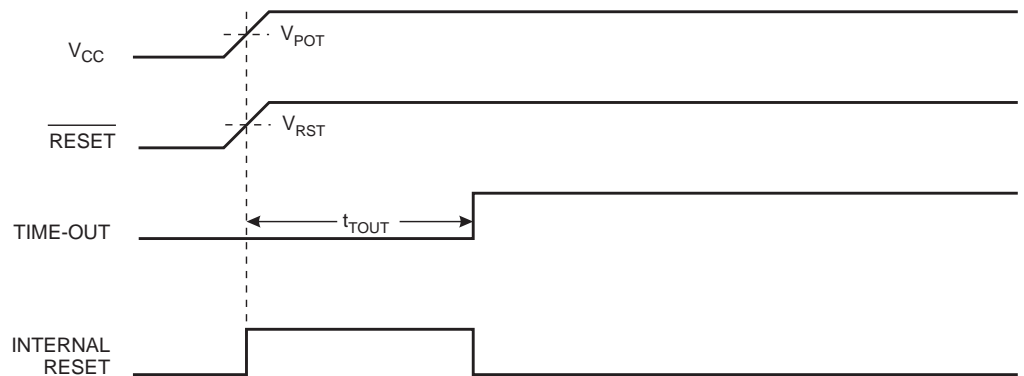 V_CC
V_POT
RESET
V_RST
TIME-OUT
t_TOUT
INTERNAL
RESET